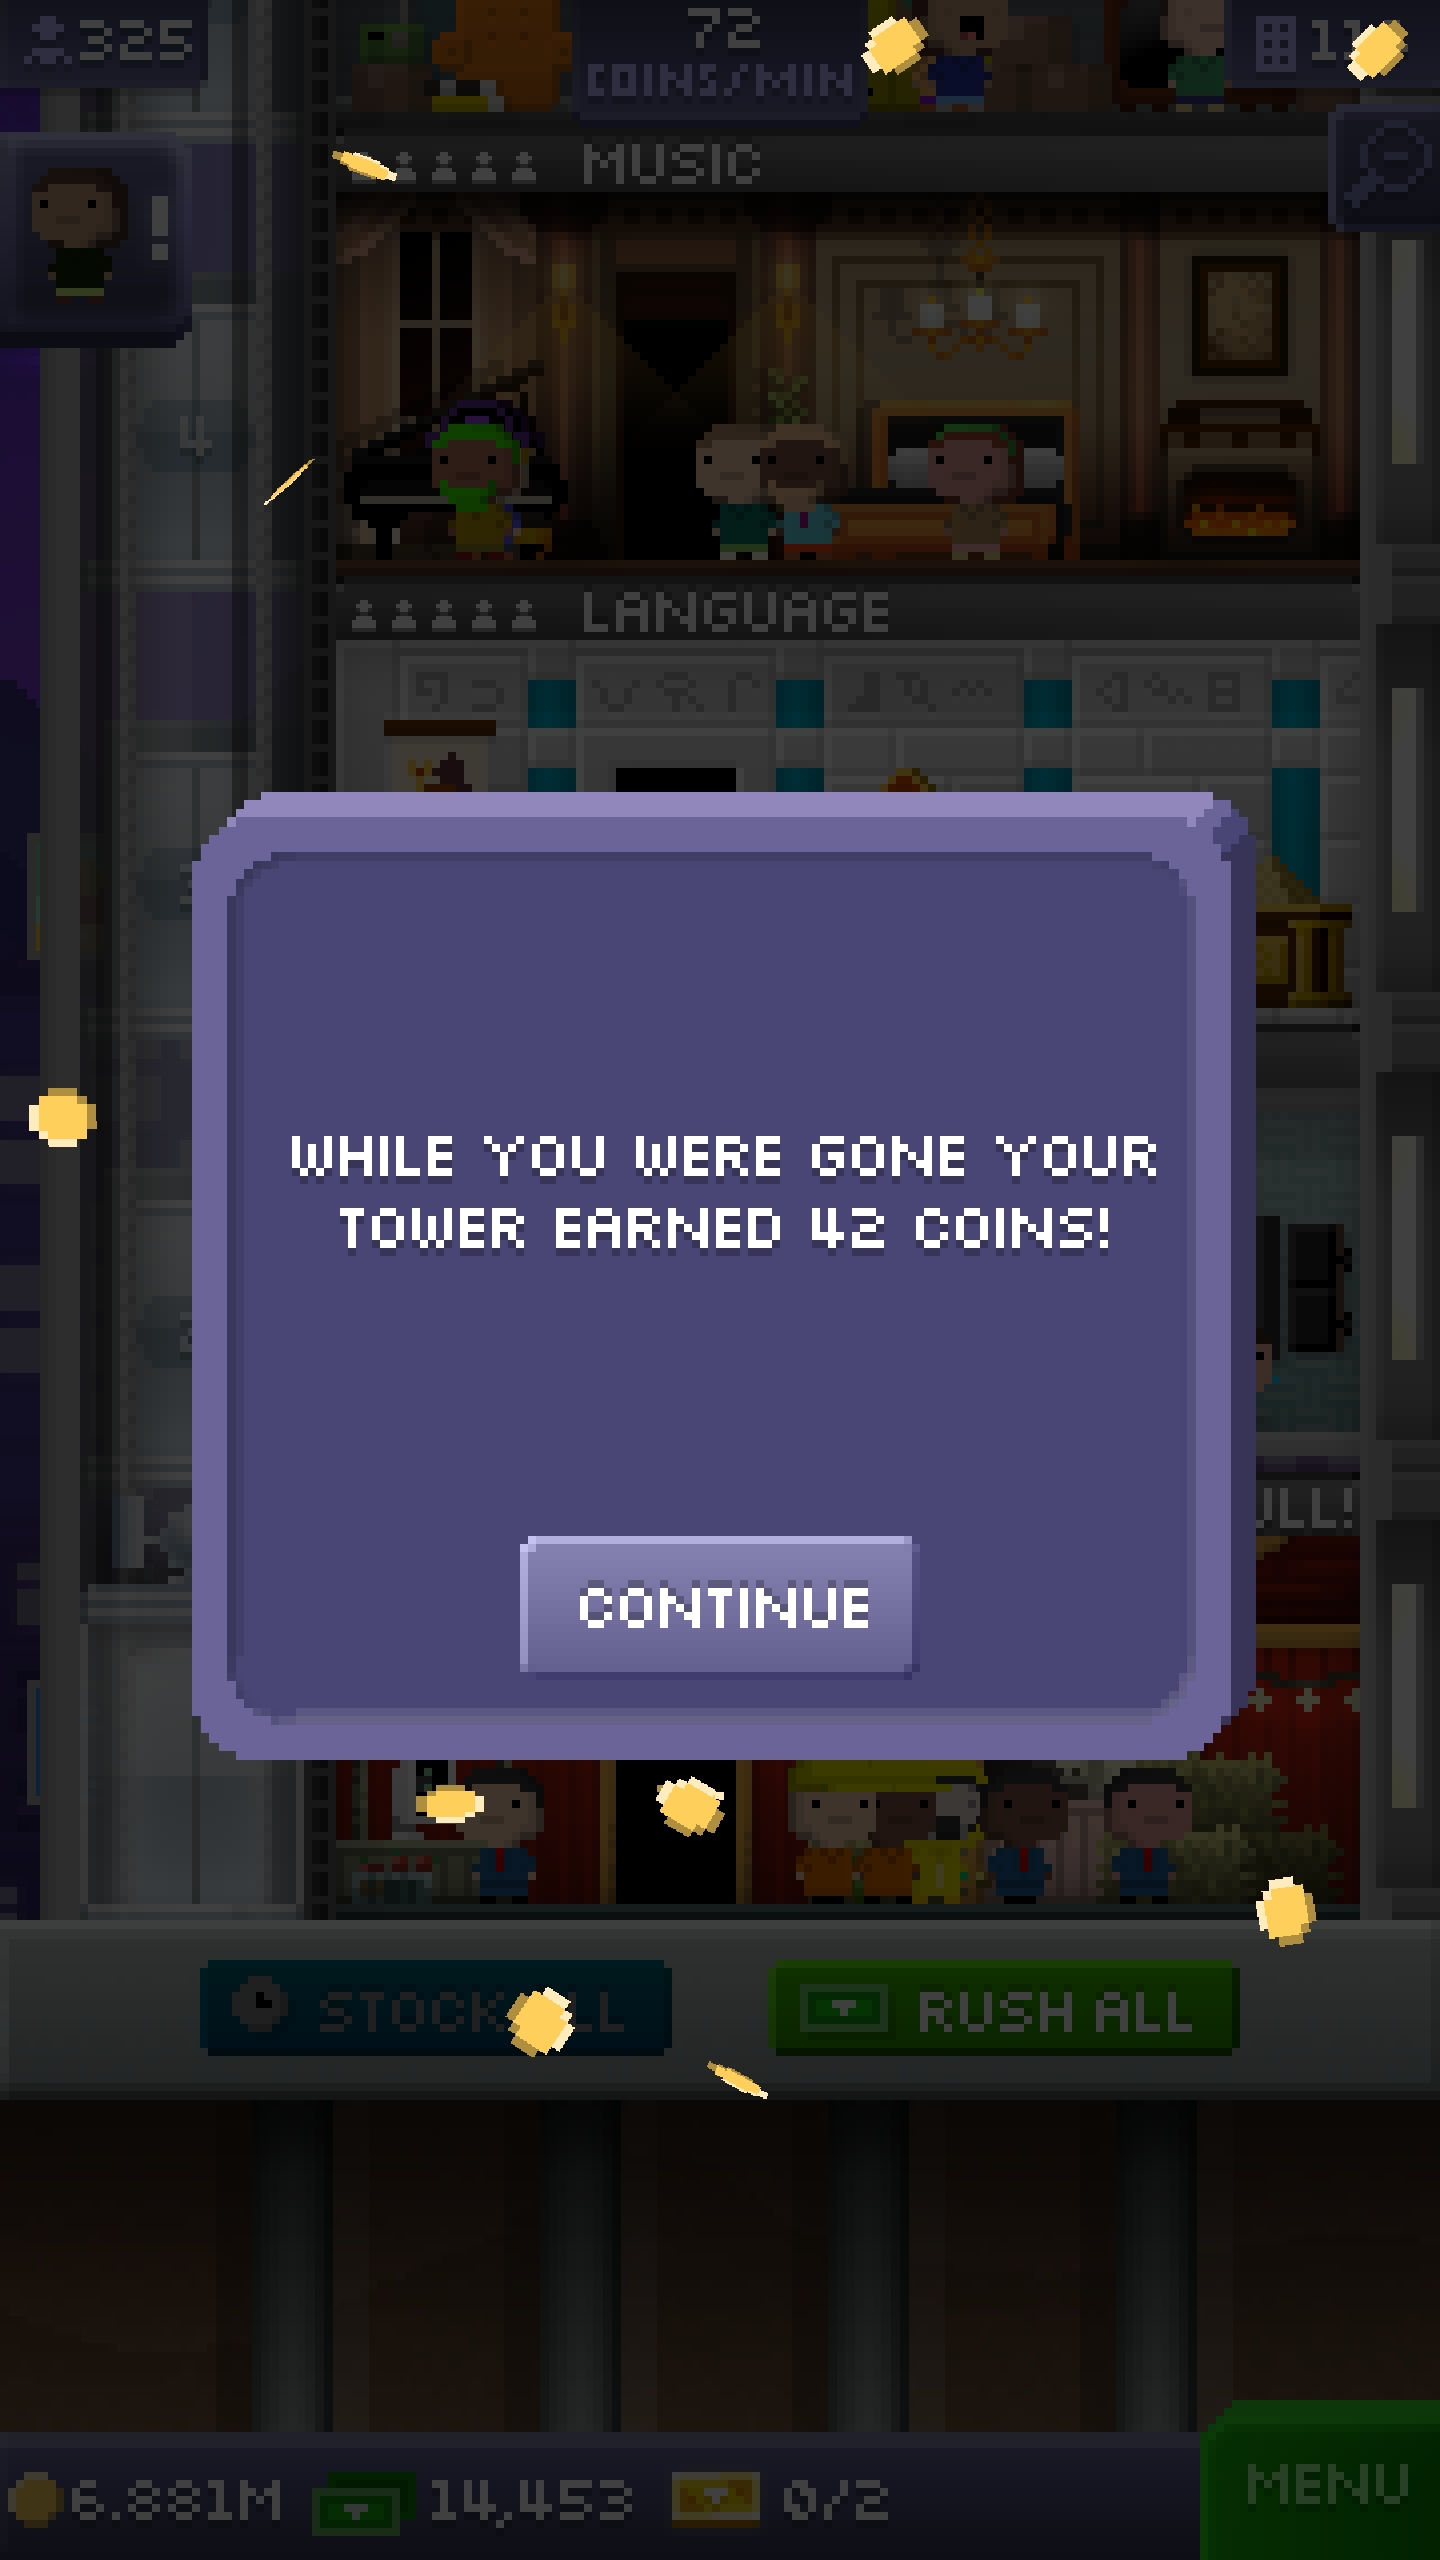 325
72
COINS/MIN
MUSIC
4
LANGUAGE
WHILE YOU WERE GONE YOUR
TOWER EARNED 42 COINS!
CONTINUE
RUSH ALL
6.881M
14,453
0/2
MENU